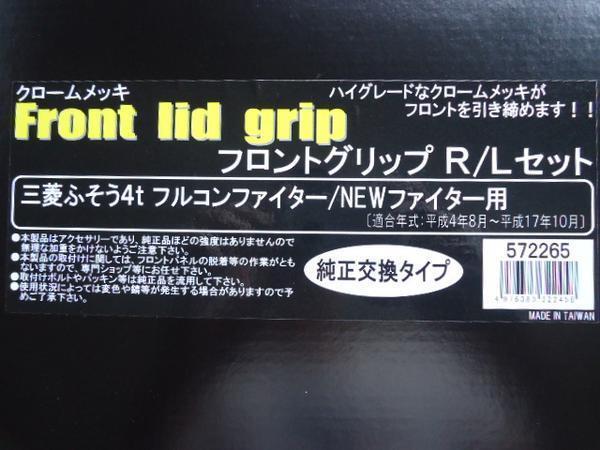 クロームメッキ
Front lid grip
ハイグレードなクロームメッキが
フロントを引き締めます！！
フロントグリップ R/Lセット
三菱ふそう4t フルコンファイター/NEWファイター用
〔適合年式:平成4年8月～平成17年10月〕
●本製品はアクセサリーであり、純正品ほどの強度はありませんので
無理な加重をかけないようご注意下さい。
●本製品の取付けに関しては、フロントパネルの脱着等の作業がとも
ないますので、専門ショップ等にお任せ下さい。
●取付けボルトやパッキン等は純正品を流用して下さい。
●使用状況によっては変色や錆等が発生する場合がありますので予
めご了承下さい。
純正交換タイプ
572265
MADE IN TAIWAN